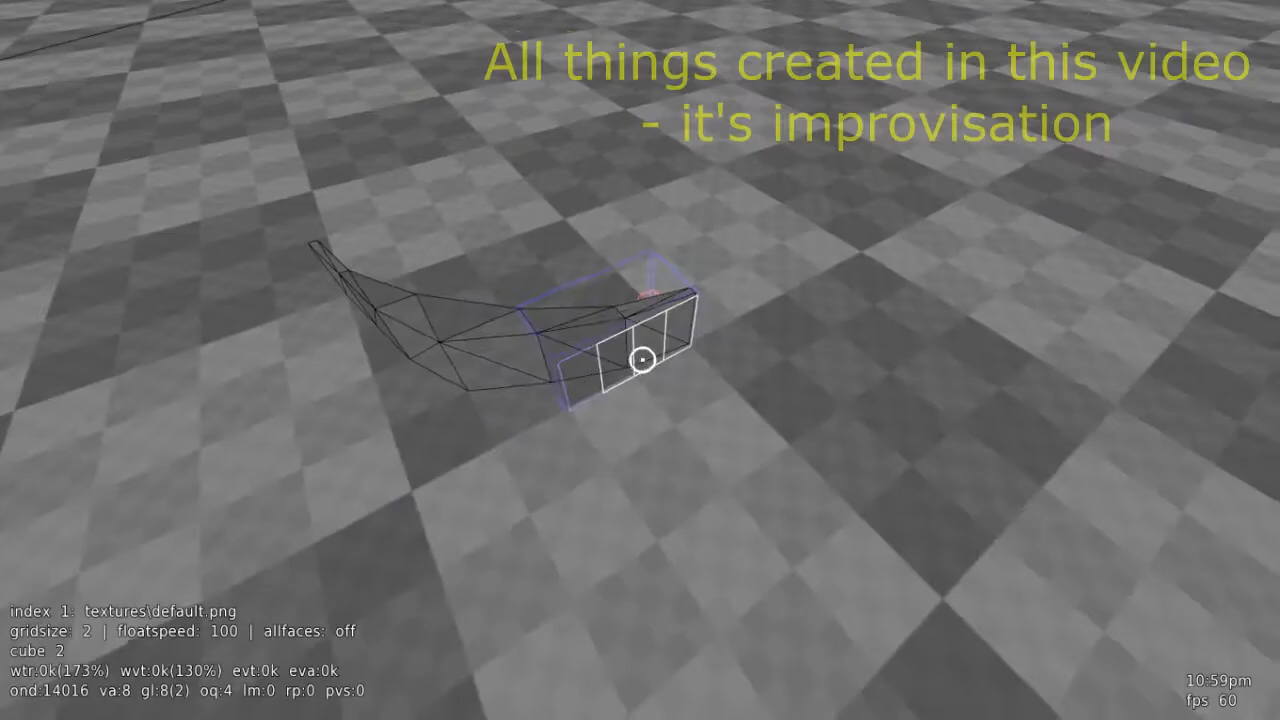 All things created in this video
- it's improvisation
index 1: textures\default.png
gridsize: 2 | floatspeed: 100 | allfaces: off
cube 2
wtr:0k(173%) wvt:0k(130%) evt:0k eva:0k
ond:14016 va:8 gl:8(2) oq:4 lm:0 rp:0 pvs:0
10:59pm
fps 60